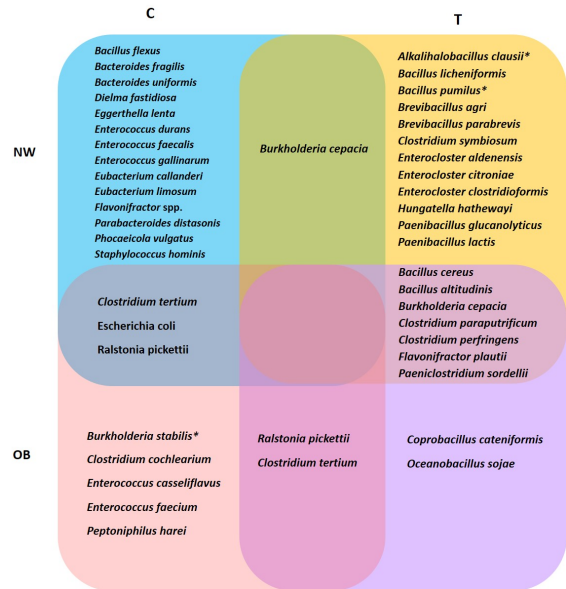 C
T
NW
Bacillus flexus
Bacteroides fragilis
Bacteroides uniformis
Dielma fastidiosa
Eggerthella lenta
Enterococcus durans
Enterococcus faecalis
Enterococcus gallinarum
Eubacterium callanderi
Eubacterium limosum
Flavonifractor spp.
Parabacteroides distasonis
Phocaeicola vulgatus
Staphylococcus hominis
Burkholderia cepacia
Alkalihalobacillus clausii*
Bacillus licheniformis
Bacillus pumilus*
Brevibacillus agri
Brevibacillus parabrevis
Clostridium symbiosum
Enterocloster aldenensis
Enterocloster citroniae
Enterocloster clostridioformis
Hungatella hathewayi
Paenibacillus glucanolyticus
Paenibacillus lactis
Clostridium tertium
Escherichia coli
Ralstonia pickettii
Bacillus cereus
Bacillus altitudinis
Burkholderia cepacia
Clostridium paraputrificum
Clostridium perfringens
Flavonifractor plautii
Paeniclostridium sordellii
OB
Burkholderia stabilis*
Clostridium cochlearium
Enterococcus casseliflavus
Enterococcus faecium
Peptoniphilus harei
Ralstonia pickettii
Clostridium tertium
Coprobacillus cateniformis
Oceanobacillus sojae